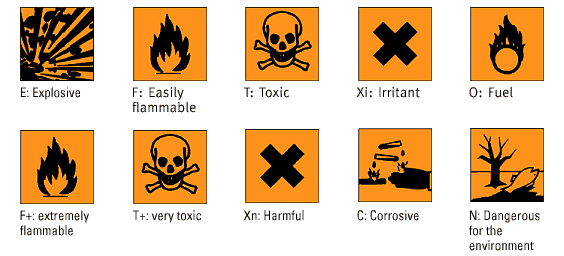 E: Explosive
F: Easily
flammable
T: Toxic
Xi: Irritant
O: Fuel
F+: extremely
flammable
T+: very toxic
Xn: Harmful
C: Corrosive
N: Dangerous
for the
environment